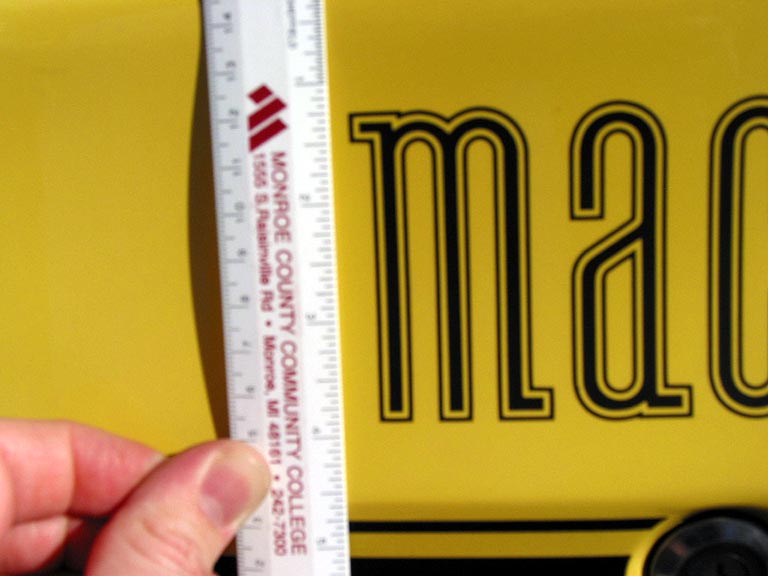 MONROE COUNTY COMMUNITY COLLEGE
1555 S. Raisinville Rd • Monroe, MI 48161 • 242-7300
mac